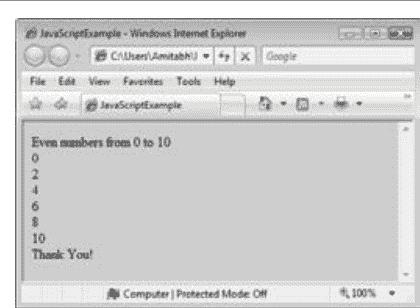 JavaScriptExample - Windows Internet Explorer
C:\Users\Amitabh\J
Google
File Edit View Favorites Tools Help
JavaScriptExample
Even numbers from 0 to 10
0
2
4
6
8
10
Thank You!
Computer | Protected Mode: Off
100%